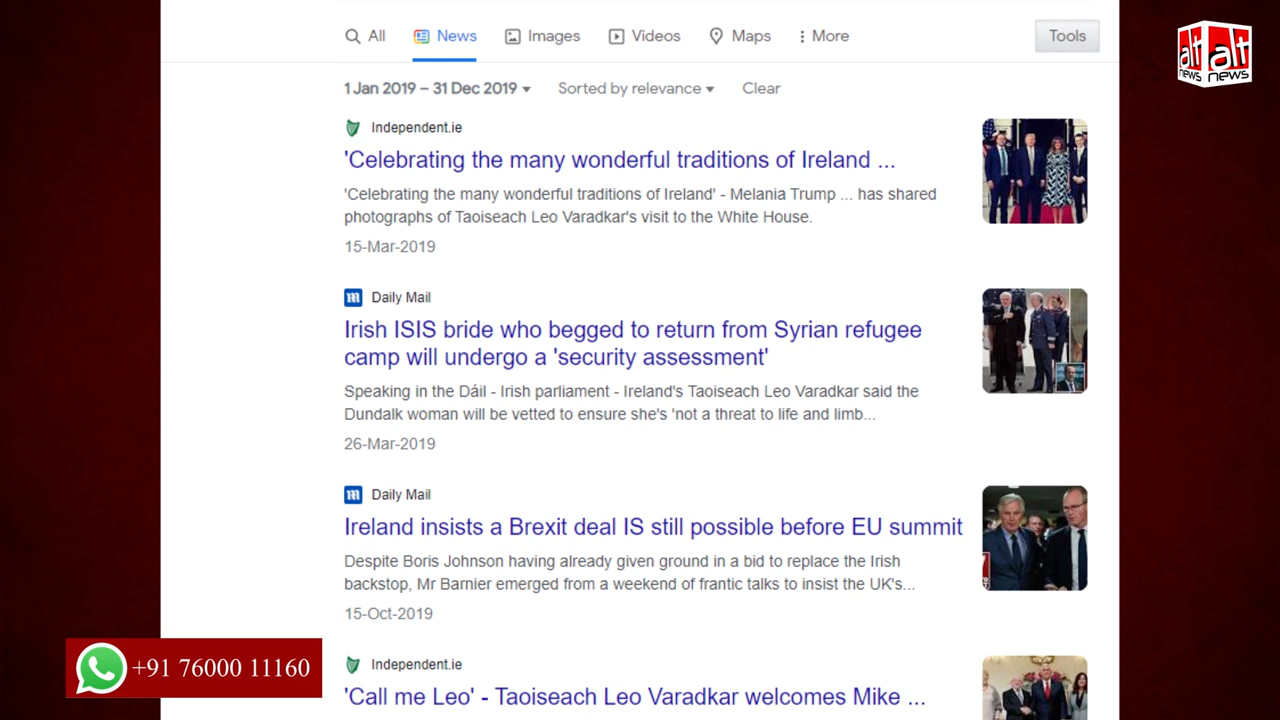 All News Images Videos Maps More Tools
alt news alt news
1 Jan 2019 – 31 Dec 2019 Sorted by relevance Clear
Independent.ie
'Celebrating the many wonderful traditions of Ireland ...
'Celebrating the many wonderful traditions of Ireland' - Melania Trump ... has shared
photographs of Taoiseach Leo Varadkar's visit to the White House.
15-Mar-2019
Daily Mail
Irish ISIS bride who begged to return from Syrian refugee
camp will undergo a 'security assessment'
Speaking in the Dáil - Irish parliament - Ireland's Taoiseach Leo Varadkar said the
Dundalk woman will be vetted to ensure she's 'not a threat to life and limb...
26-Mar-2019
Daily Mail
Ireland insists a Brexit deal IS still possible before EU summit
Despite Boris Johnson having already given ground in a bid to replace the Irish
backstop, Mr Barnier emerged from a weekend of frantic talks to insist the UK's...
15-Oct-2019
Independent.ie
'Call me Leo' - Taoiseach Leo Varadkar welcomes Mike ...
+91 76000 11160